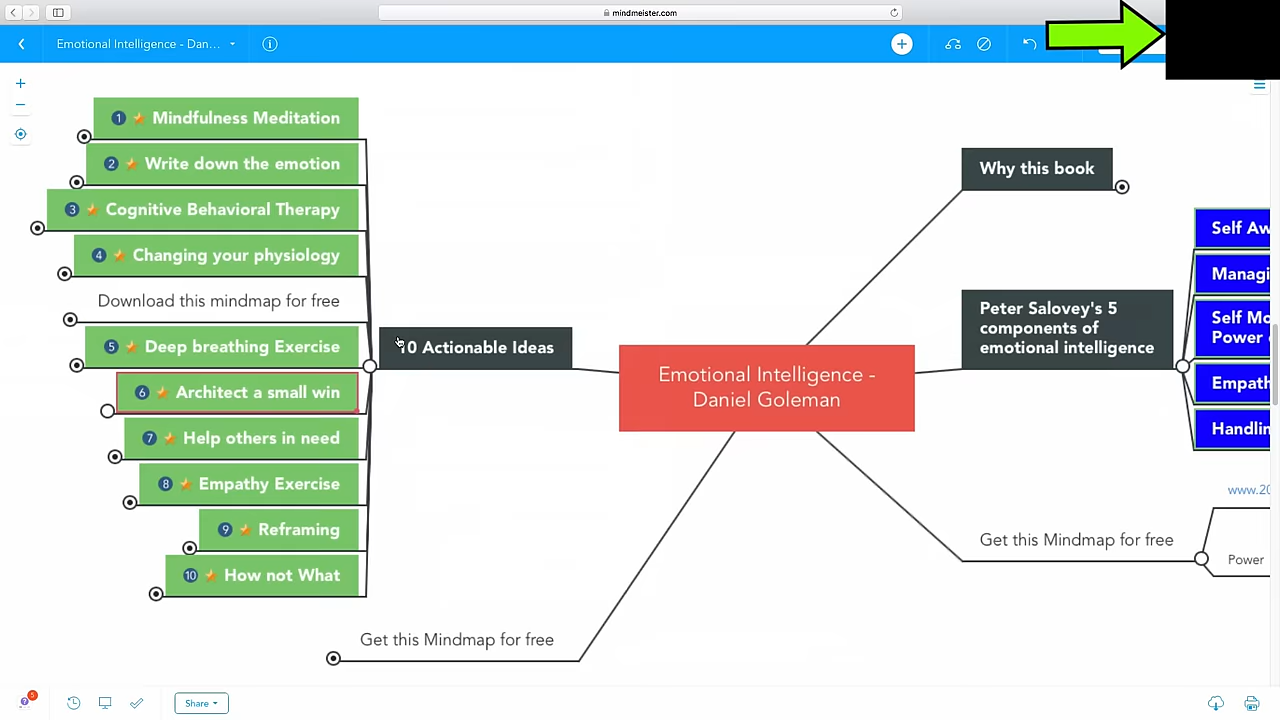 mindmeister.com
Emotional Intelligence - Dan...
1 Mindfulness Meditation
2 Write down the emotion
3 Cognitive Behavioral Therapy
4 Changing your physiology
Download this mindmap for free
5 Deep breathing Exercise
6 Architect a small win
7 Help others in need
8 Empathy Exercise
9 Reframing
10 How not What
10 Actionable Ideas
Get this Mindmap for free
Emotional Intelligence -
Daniel Goleman
Why this book
Peter Salovey's 5
components of
emotional intelligence
Self Aw
Managi
Self Mo
Power
Empath
Handlin
Get this Mindmap for free
www.20
Power
5
Share